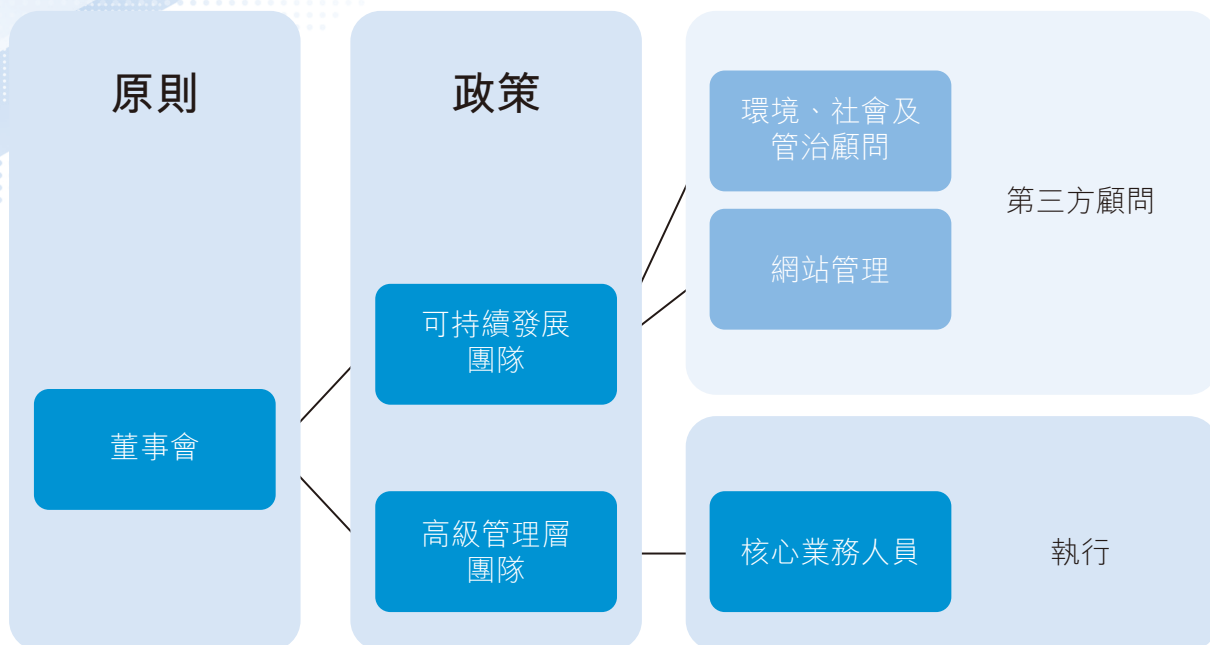 原則
董事會
政策
可持續發展
團隊
高級管理層
團隊
環境、社會及
管治顧問
網站管理
第三方顧問
核心業務人員
執行